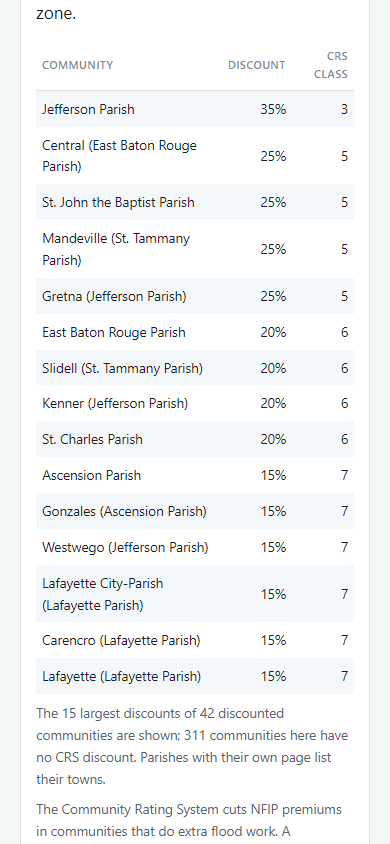 zone.
COMMUNITY DISCOUNT CRS CLASS
Jefferson Parish 35% 3
Central (East Baton Rouge
Parish) 25% 5
St. John the Baptist Parish 25% 5
Mandeville (St. Tammany
Parish) 25% 5
Gretna (Jefferson Parish) 25% 5
East Baton Rouge Parish 20% 6
Slidell (St. Tammany Parish) 20% 6
Kenner (Jefferson Parish) 20% 6
St. Charles Parish 20% 6
Ascension Parish 15% 7
Gonzales (Ascension Parish) 15% 7
Westwego (Jefferson Parish) 15% 7
Lafayette City-Parish
(Lafayette Parish) 15% 7
Carencro (Lafayette Parish) 15% 7
Lafayette (Lafayette Parish) 15% 7
The 15 largest discounts of 42 discounted
communities are shown; 311 communities here have
no CRS discount. Parishes with their own page list
their towns.
The Community Rating System cuts NFIP premiums
in communities that do extra flood work. A